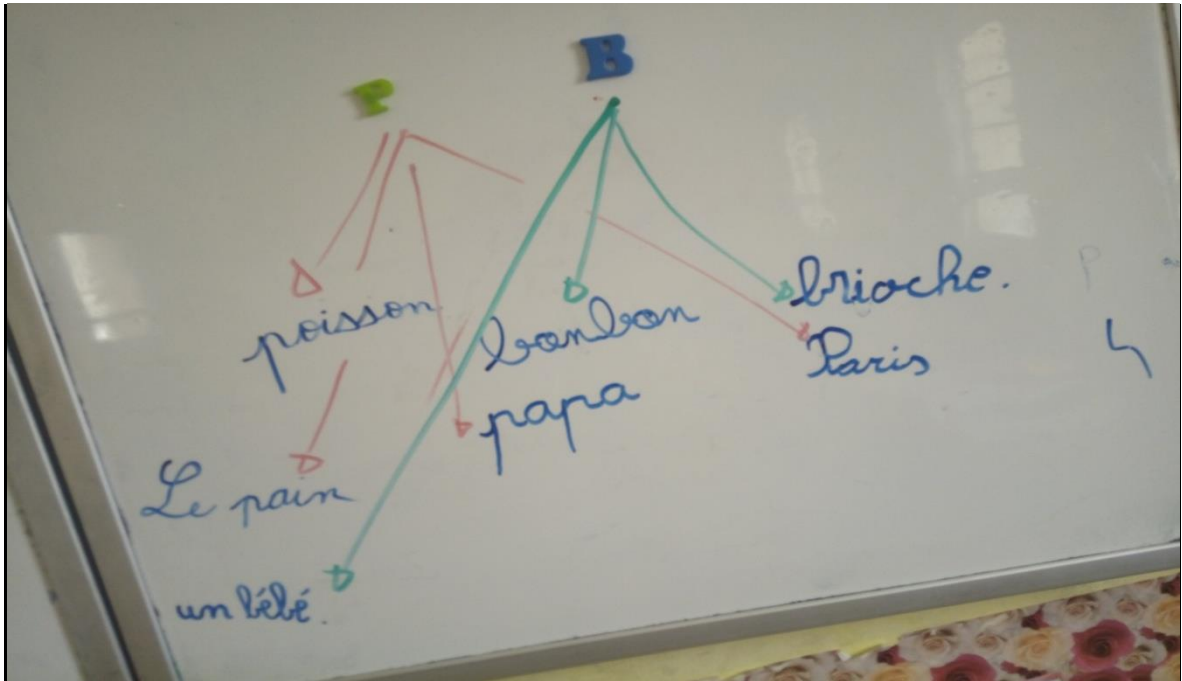 P B
poisson
bonbon
brioche.
papa
Paris
Le pain
un bébé.